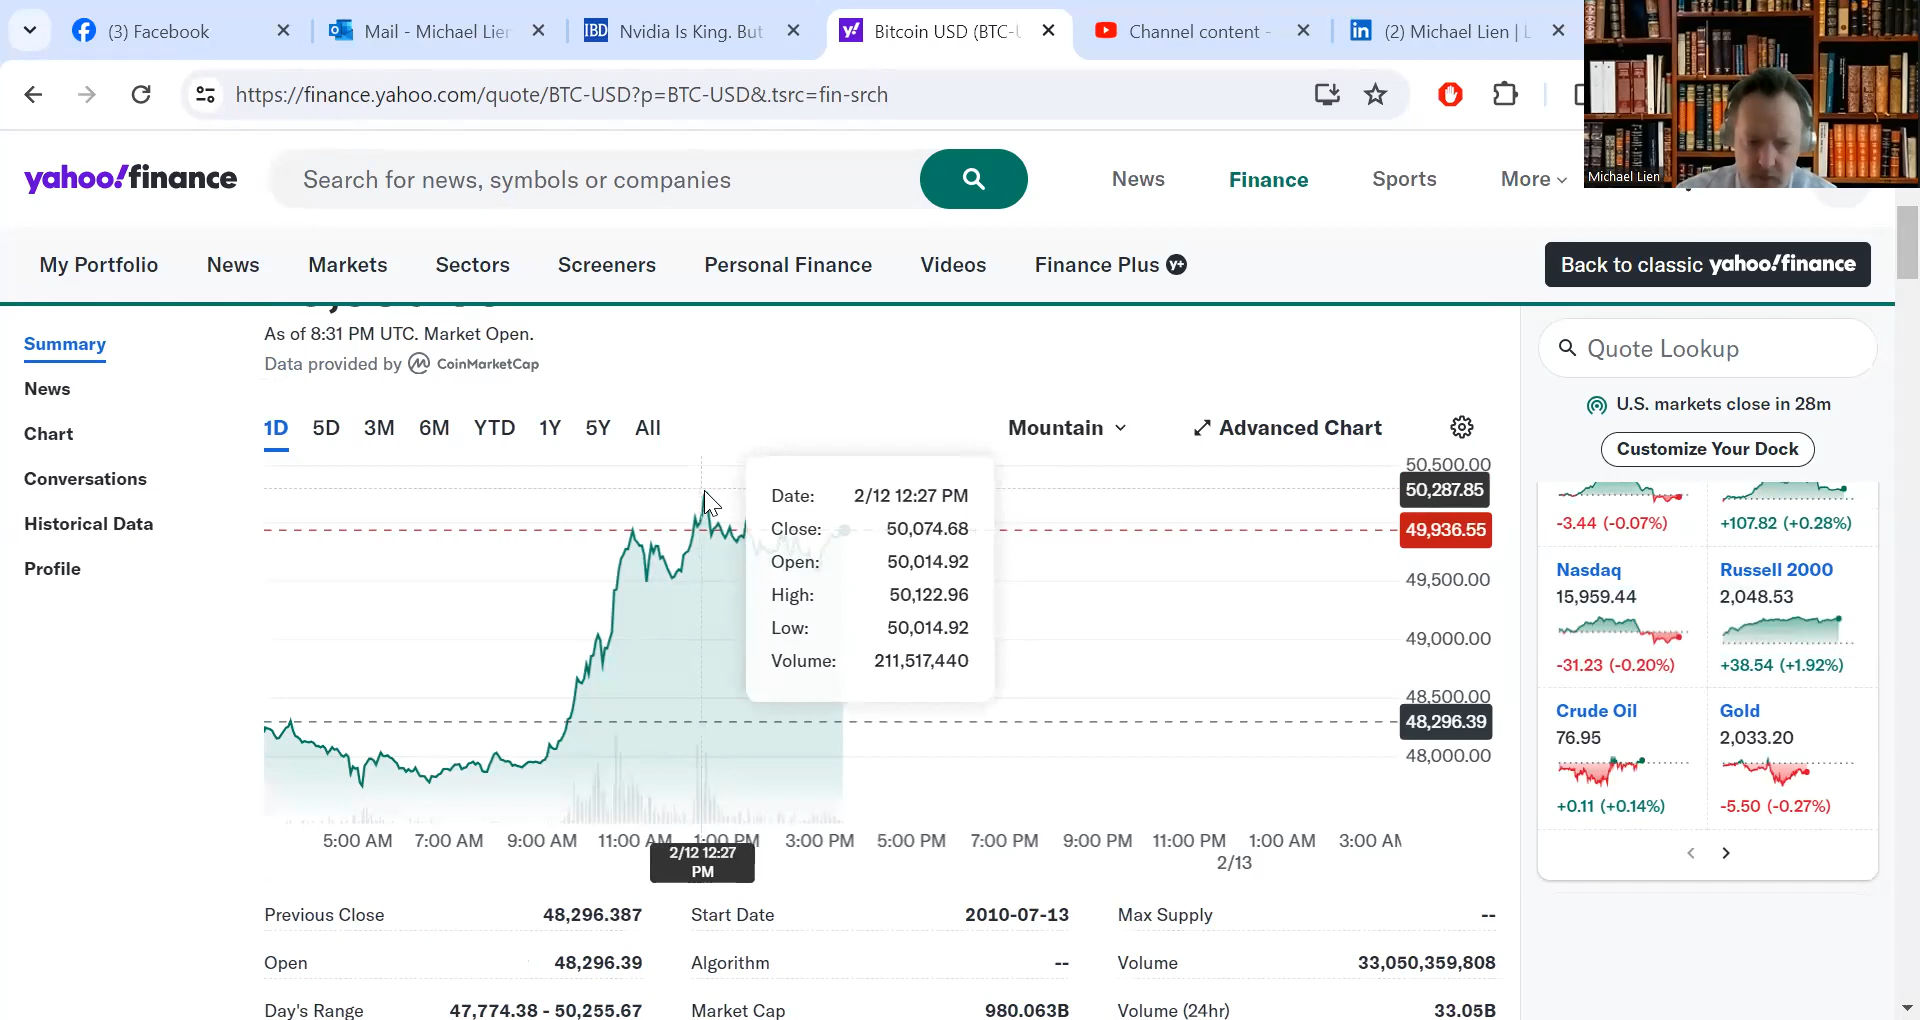 (3) Facebook
Mail - Michael Lien
IBD
Nvidia Is King. But
y!
Bitcoin USD (BTC-U
Channel content -
in
(2) Michael Lien | L
https://finance.yahoo.com/quote/BTC-USD?p=BTC-USD&.tsrc=fin-srch
Michael Lien
yahoo!finance
Search for news, symbols or companies
News
Finance
Sports
More
My Portfolio
News
Markets
Sectors
Screeners
Personal Finance
Videos
Finance Plus y+
Back to classic yahoo!finance
Summary
News
Chart
Conversations
Historical Data
Profile
As of 8:31 PM UTC. Market Open.
Data provided by CoinMarketCap
1D 5D 3M 6M YTD 1Y 5Y All
Mountain
Advanced Chart
50,500.00
50,287.85
49,936.55
49,500.00
49,000.00
48,500.00
48,296.39
48,000.00
Date: 2/12 12:27 PM
Close: 50,074.68
Open: 50,014.92
High: 50,122.96
Low: 50,014.92
Volume: 211,517,440
5:00 AM 7:00 AM 9:00 AM 11:00 AM 1:00 PM 3:00 PM 5:00 PM 7:00 PM 9:00 PM 11:00 PM 1:00 AM 3:00 AM
2/13
2/12 12:27
PM
Previous Close 48,296.387
Start Date 2010-07-13
Max Supply --
Open 48,296.39
Algorithm --
Volume 33,050,359,808
Day's Range 47,774.38 - 50,255.67
Market Cap 980.063B
Volume (24hr) 33.05B
Quote Lookup
U.S. markets close in 28m
Customize Your Dock
-3.44 (-0.07%)
+107.82 (+0.28%)
Nasdaq
15,959.44
-31.23 (-0.20%)
Russell 2000
2,048.53
+38.54 (+1.92%)
Crude Oil
76.95
+0.11 (+0.14%)
Gold
2,033.20
-5.50 (-0.27%)